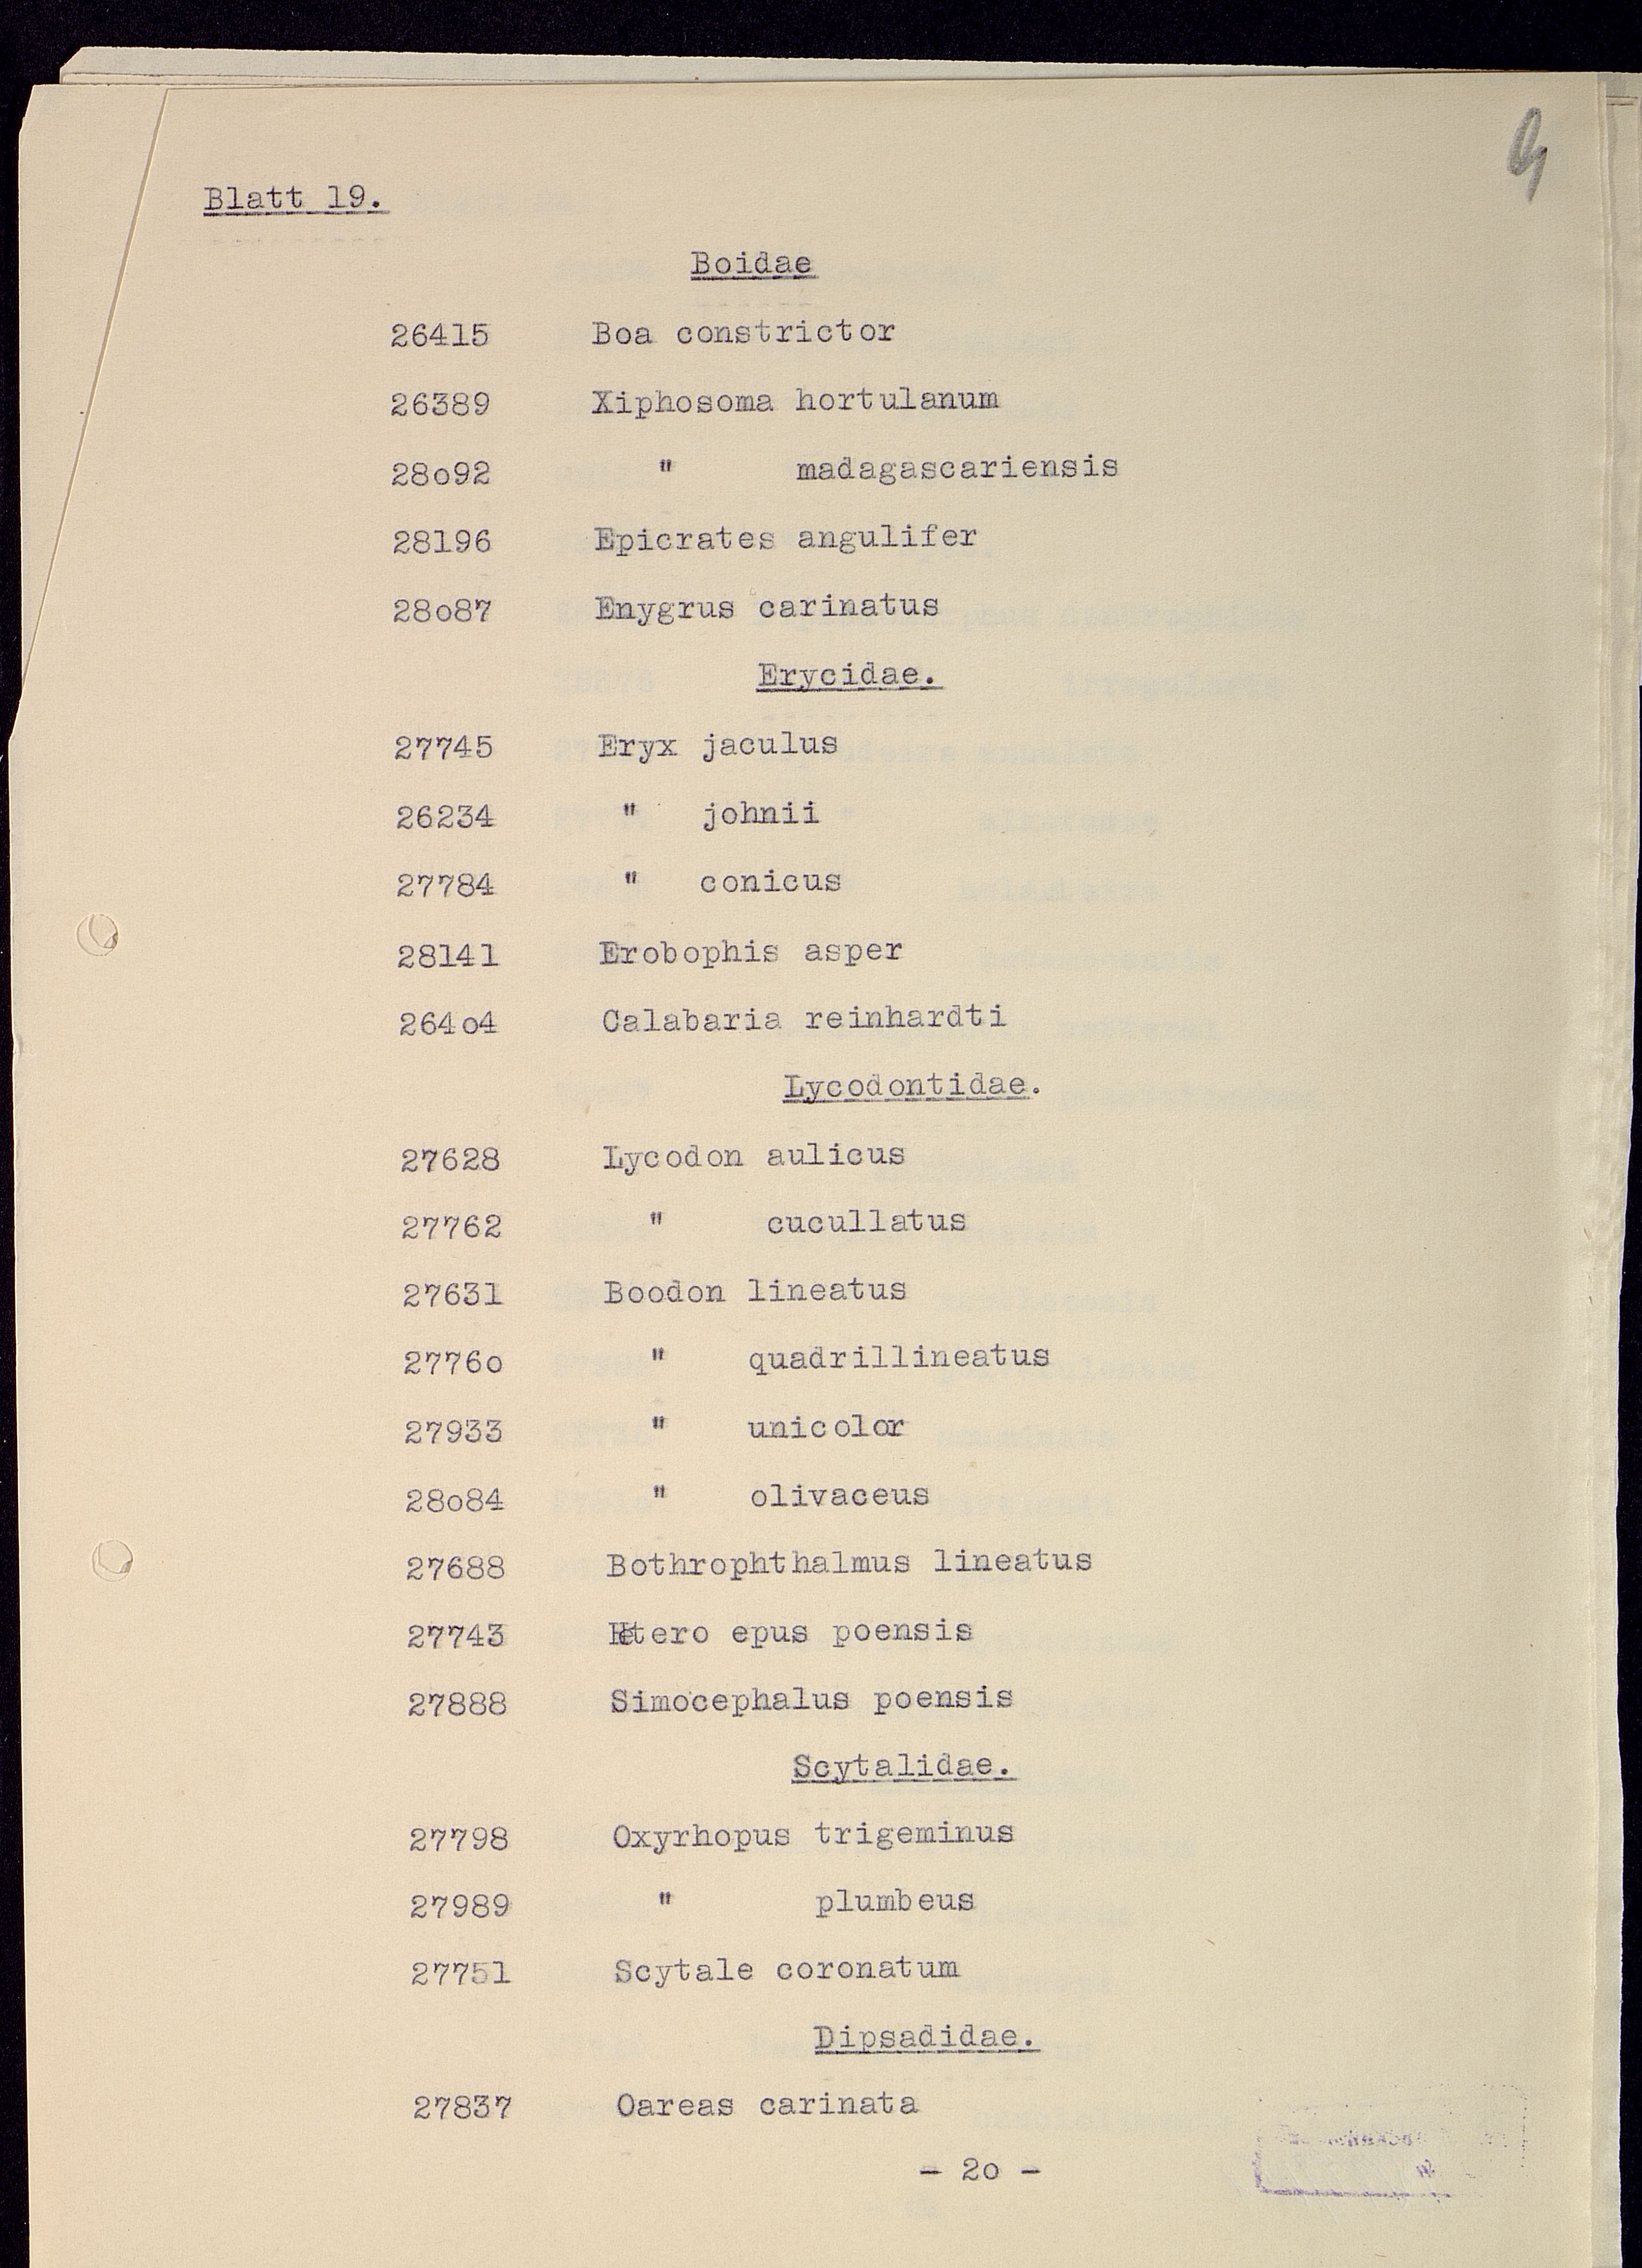 Blatt 19.
Boidae
26415 Boa constrictor
26389 Xiphosoma hortulanum
28o92 " madagascariensis
28196 Epicrates angulifer
28o87 Enygrus carinatus
Erycidae.
27745 Eryx jaculus
26234 " johnii
27784 " conicus
28141 Erobophis asper
264o4 Calabaria reinhardti
Lycodontidae.
27628 Lycodon aulicus
27762 " cucullatus
27631 Boodon lineatus
2776o " quadrillineatus
27933 " unicolor
28o84 " olivaceus
27688 Bothrophthalmus lineatus
27743 Hetero epus poensis
27888 Simocephalus poensis
Scytalidae.
27798 Oxyrhopus trigeminus
27989 " plumbeus
27751 Scytale coronatum
Dipsadidae.
27837 Oareas carinata
- 2o -